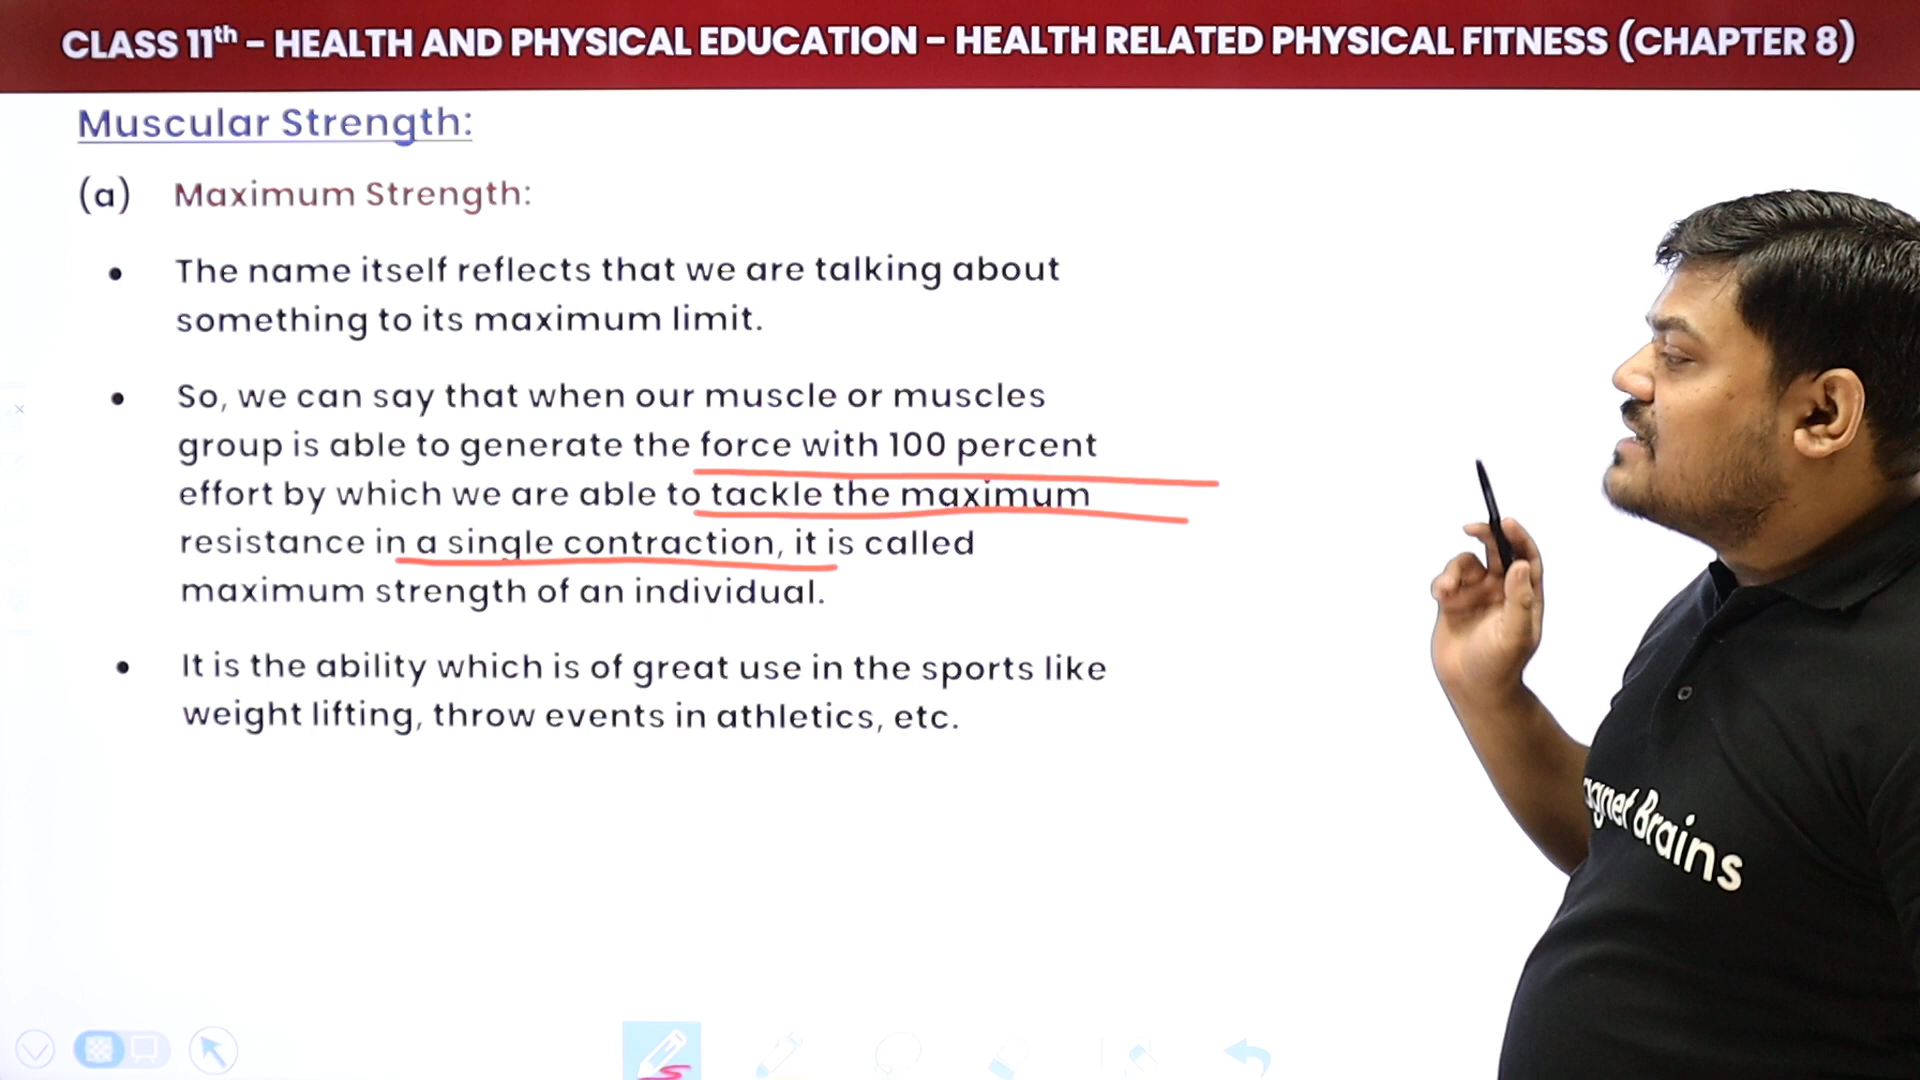 CLASS 11th – HEALTH AND PHYSICAL EDUCATION – HEALTH RELATED PHYSICAL FITNESS (CHAPTER 8)
Muscular Strength:
(a) Maximum Strength:
• The name itself reflects that we are talking about
something to its maximum limit.
• So, we can say that when our muscle or muscles
group is able to generate the force with 100 percent
effort by which we are able to tackle the maximum
resistance in a single contraction, it is called
maximum strength of an individual.
• It is the ability which is of great use in the sports like
weight lifting, throw events in athletics, etc.
agnet Brains